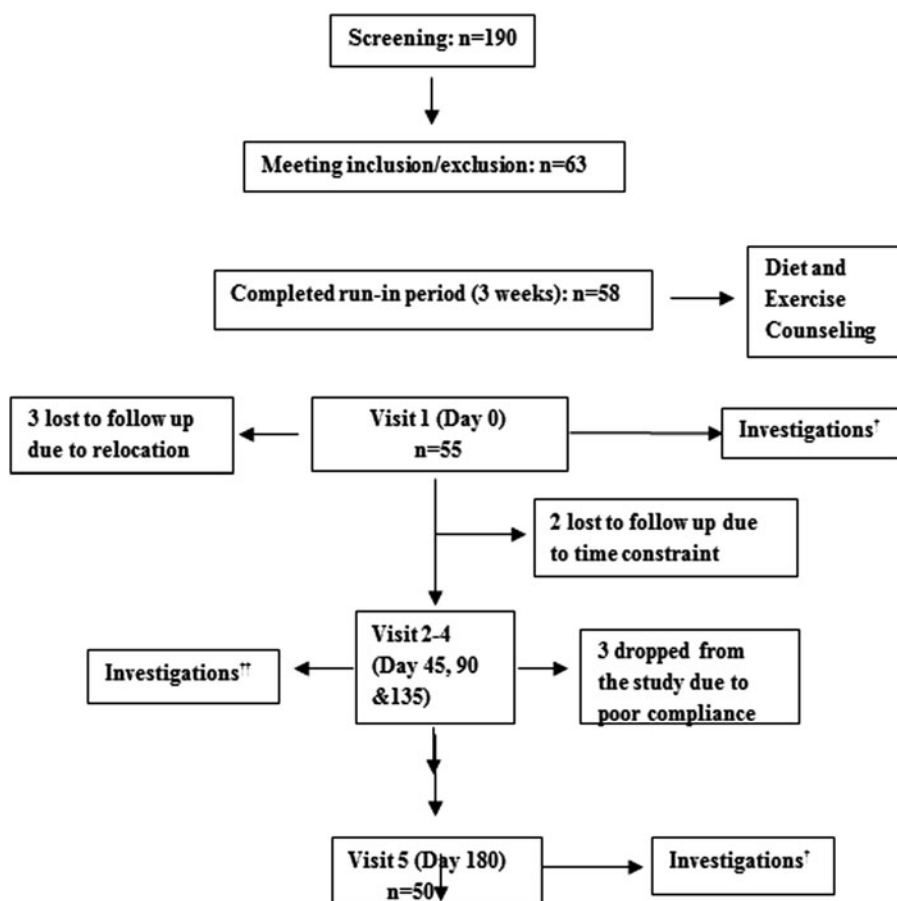 Screening: n=190
Meeting inclusion/exclusion: n=63
Completed run-in period (3 weeks): n=58
Diet and
Exercise
Counseling
3 lost to follow up
due to relocation
Visit 1 (Day 0)
n=55
Investigations†
2 lost to follow up due
to time constraint
Investigations††
Visit 2-4
(Day 45, 90
&135)
3 dropped from
the study due to
poor compliance
Visit 5 (Day 180)
n=50
Investigations†